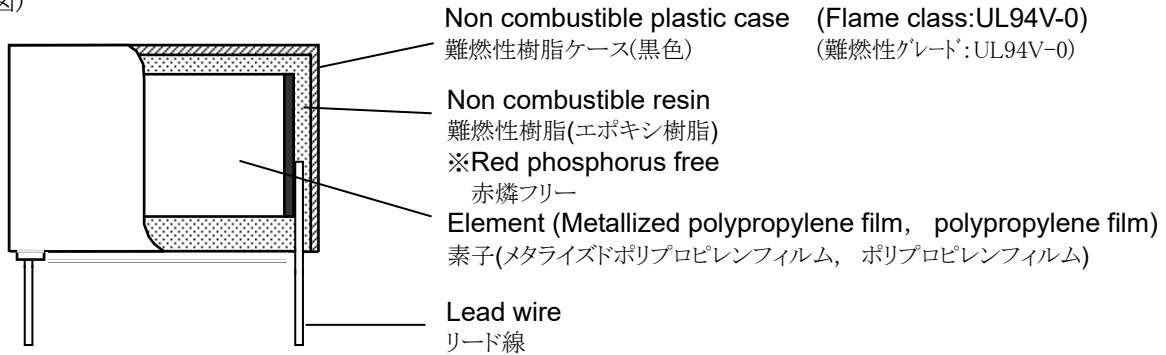 図)
Non combustible plastic case (Flame class:UL94V-0)
難燃性樹脂ケース(黒色) (難燃性グレード:UL94V-0)
Non combustible resin
難燃性樹脂(エポキシ樹脂)
※Red phosphorus free
赤燐フリー
Element (Metallized polypropylene film, polypropylene film)
素子(メタライズドポリプロピレンフィルム, ポリプロピレンフィルム)
Lead wire
リード線